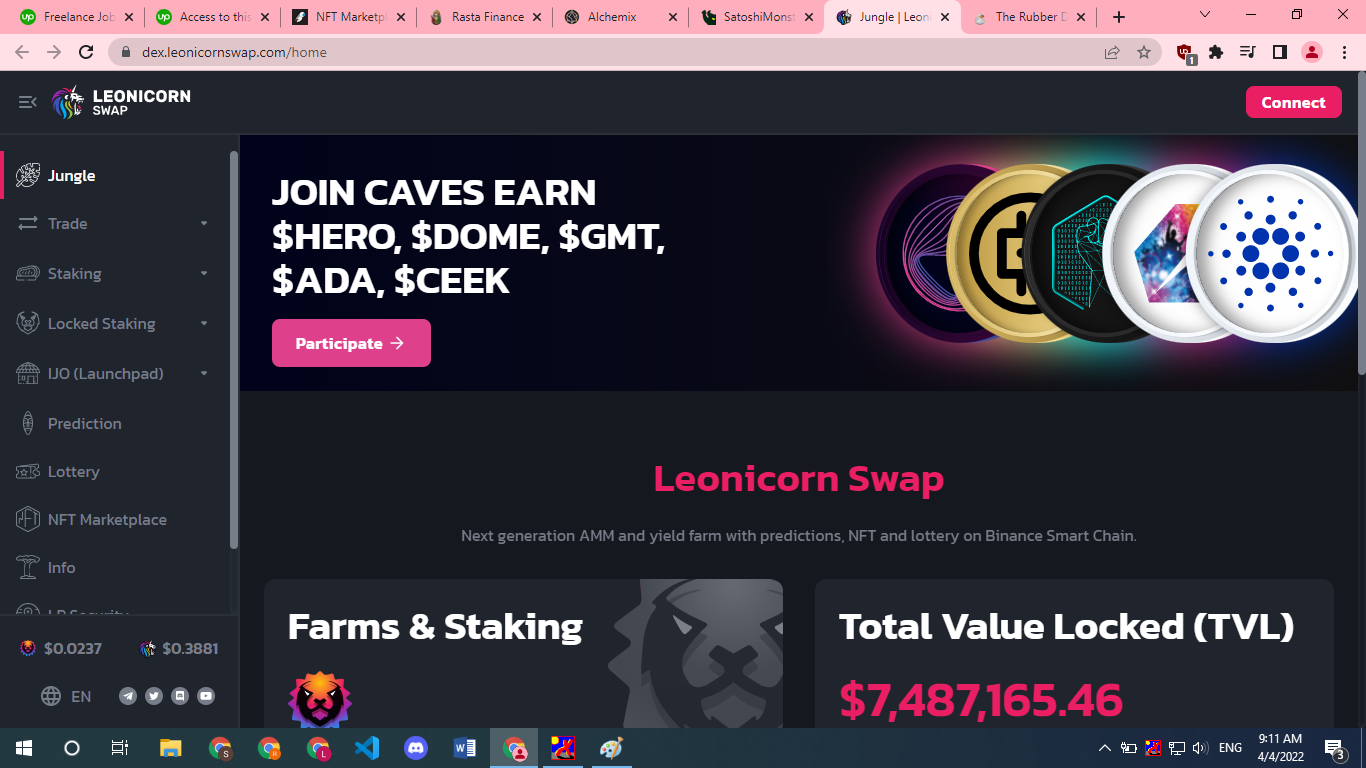 Freelance Job
Access to this
NFT Marketpl
Rasta Finance
Alchemix
SatoshiMonst
Jungle | Leoni
The Rubber D
dex.leonicornswap.com/home
1
LEONICORN
SWAP
Connect
Jungle
Trade
Staking
Locked Staking
IJO (Launchpad)
Prediction
Lottery
NFT Marketplace
Info
$0.0237
$0.3881
EN
JOIN CAVES EARN
$HERO, $DOME, $GMT,
$ADA, $CEEK
Participate
Leonicorn Swap
Next generation AMM and yield farm with predictions, NFT and lottery on Binance Smart Chain.
Farms & Staking
Total Value Locked (TVL)
$7,487,165.46
ENG
9:11 AM
4/4/2022
3